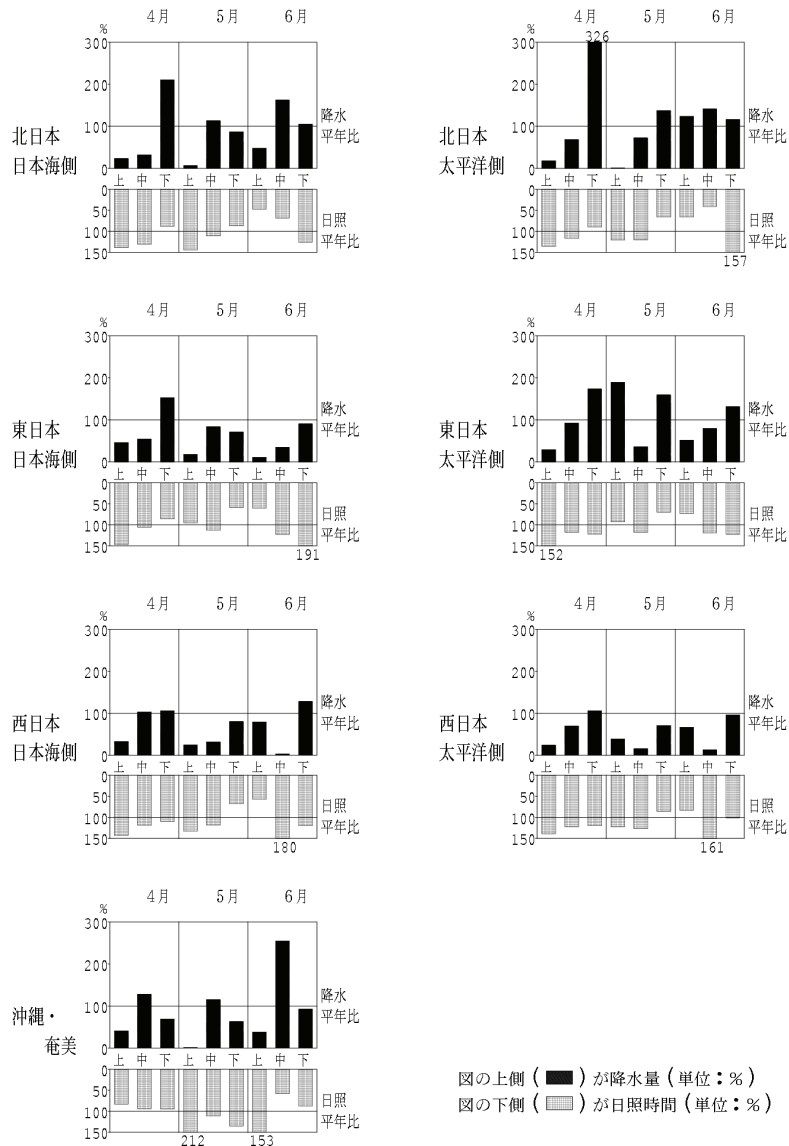 4月 5月 6月
%
300
200
100
0
降水
平年比
北日本
日本海側
上 中 下 上 中 下 上 中 下
0
50
100
150
日照
平年比
4月 5月 6月
%
326
300
200
100
0
降水
平年比
北日本
太平洋側
上 中 下 上 中 下 上 中 下
0
50
100
150
日照
平年比
157
4月 5月 6月
%
300
200
100
0
降水
平年比
東日本
日本海側
上 中 下 上 中 下 上 中 下
0
50
100
150
日照
平年比
191
4月 5月 6月
%
300
200
100
0
降水
平年比
東日本
太平洋側
上 中 下 上 中 下 上 中 下
0
50
100
150
日照
平年比
152
4月 5月 6月
%
300
200
100
0
降水
平年比
西日本
日本海側
上 中 下 上 中 下 上 中 下
0
50
100
150
日照
平年比
180
4月 5月 6月
%
300
200
100
0
降水
平年比
西日本
太平洋側
上 中 下 上 中 下 上 中 下
0
50
100
150
日照
平年比
161
4月 5月 6月
%
300
200
100
0
降水
平年比
沖縄・
奄美
上 中 下 上 中 下 上 中 下
0
50
100
150
日照
平年比
212 153
図の上側（ ）が降水量（単位：％）
図の下側（ ）が日照時間（単位：％）